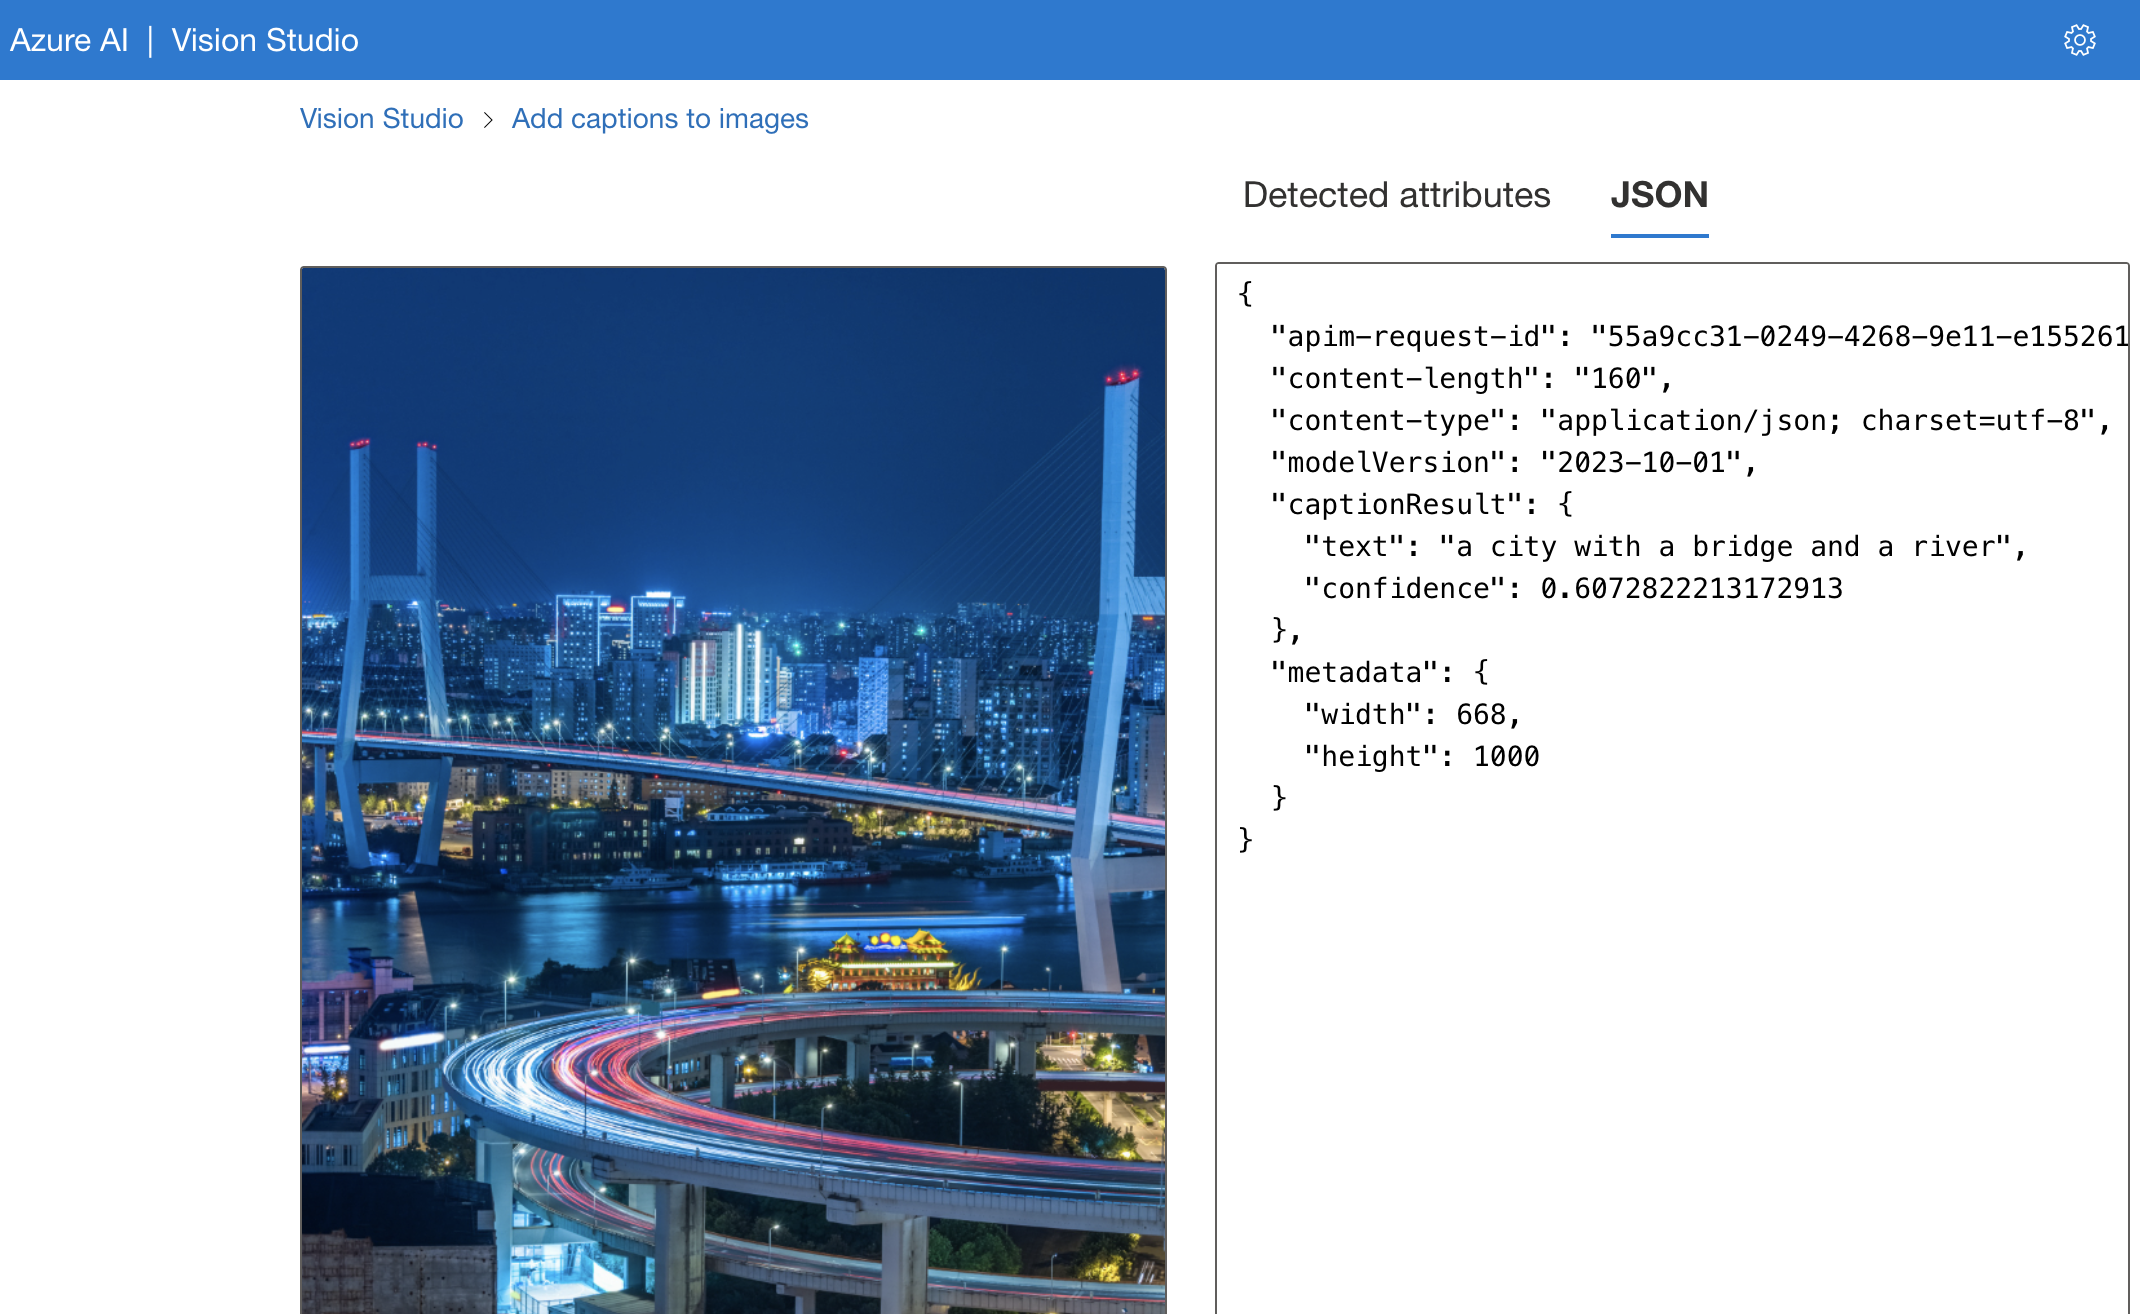 Azure AI | Vision Studio
Vision Studio > Add captions to images
Detected attributes JSON
{
"apim-request-id": "55a9cc31-0249-4268-9e11-e155261
"content-length": "160",
"content-type": "application/json; charset=utf-8",
"modelVersion": "2023-10-01",
"captionResult": {
"text": "a city with a bridge and a river",
"confidence": 0.6072822213172913
},
"metadata": {
"width": 668,
"height": 1000
}
}